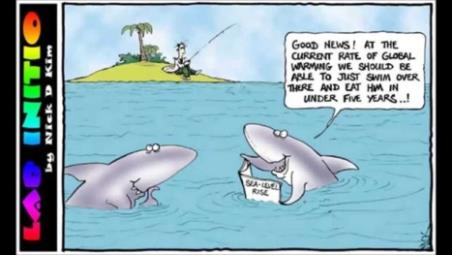 LAB INITIO
by Nick D Kim
GOOD NEWS! AT THE
CURRENT RATE OF GLOBAL
WARMING WE SHOULD BE
ABLE TO JUST SWIM OVER
THERE AND EAT HIM IN
UNDER FIVE YEARS..!
SEA-LEVEL
RISE